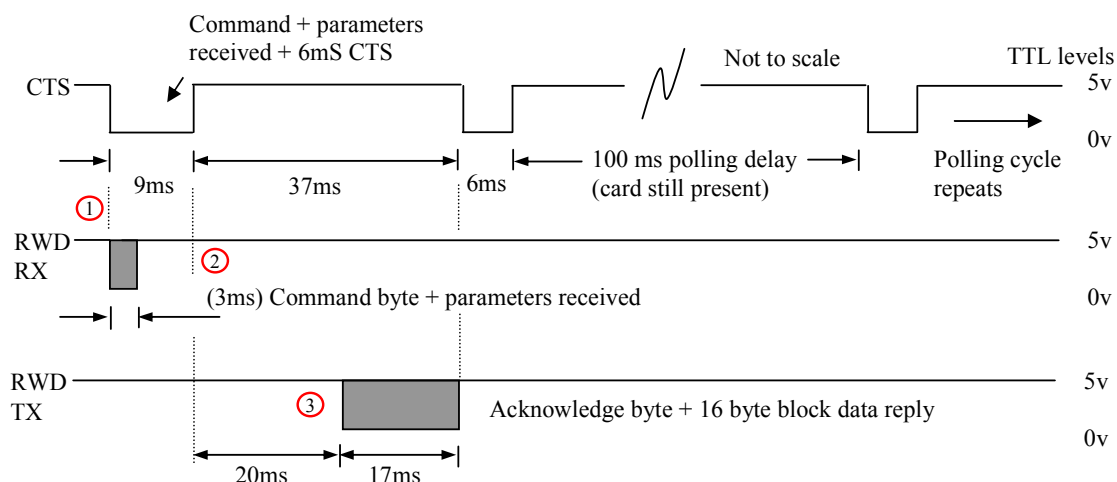 Command + parameters
received + 6mS CTS
Not to scale
TTL levels
CTS
5v
0v
9ms
37ms
6ms
100 ms polling delay
(card still present)
Polling cycle
repeats
1
RWD
RX
5v
2
(3ms) Command byte + parameters received
0v
RWD
TX
5v
3
Acknowledge byte + 16 byte block data reply
0v
20ms
17ms